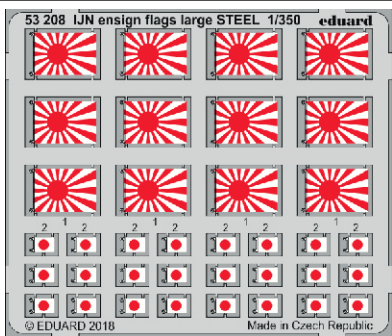 53 208 IJN ensign flags large STEEL 1/350 eduard
1 1 1 1
2 2 2 2 2 2 2 2
© EDUARD 2018 Made in Czech Republic